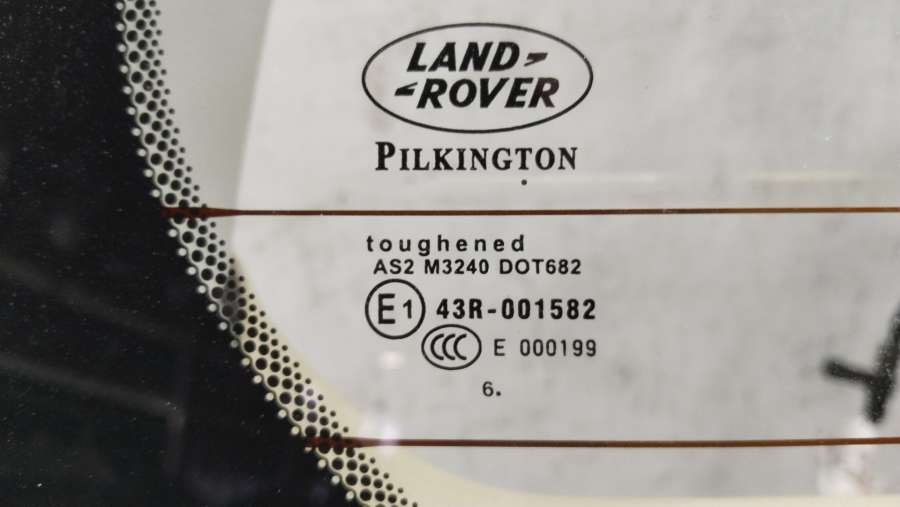 LAND
ROVER
PILKINGTON
toughened
AS2 M3240 DOT682
E1 43R-001582
CCC E 000199
6.